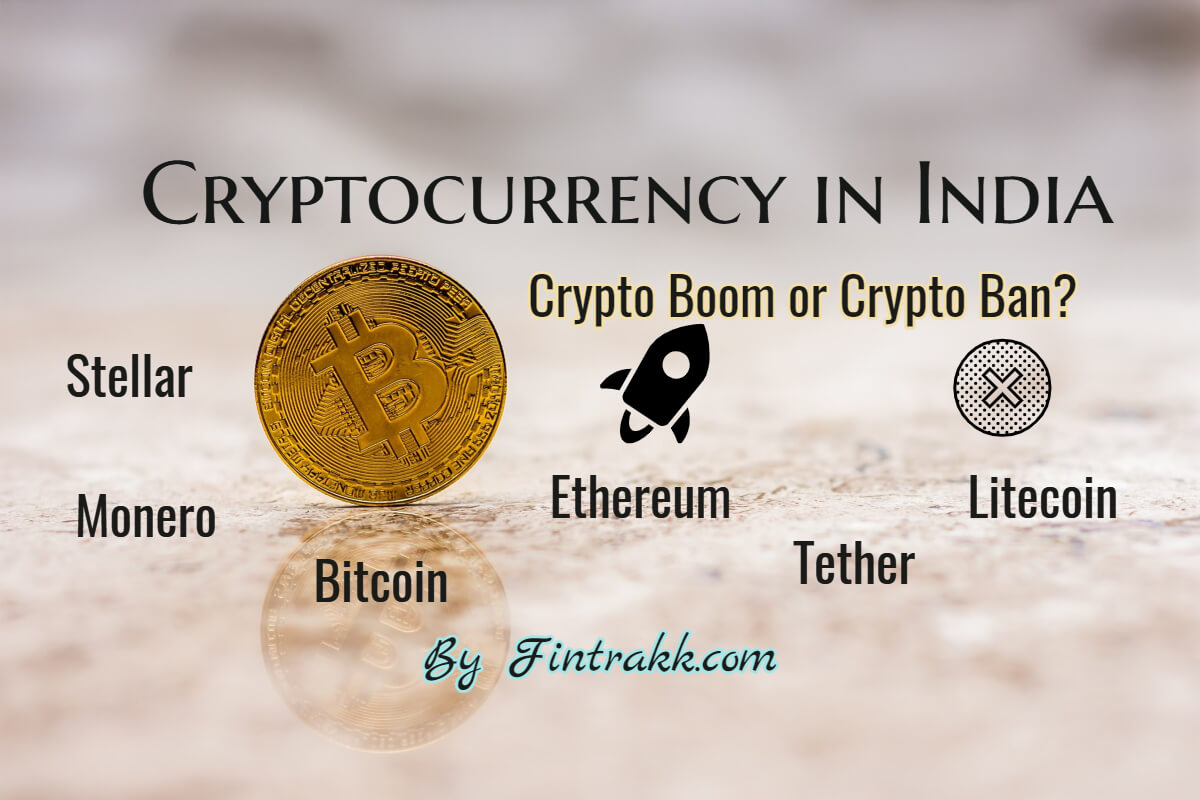 Cryptocurrency in India
Crypto Boom or Crypto Ban?
Stellar
Monero
Bitcoin
Ethereum
Tether
Litecoin
By Fintrakk.com